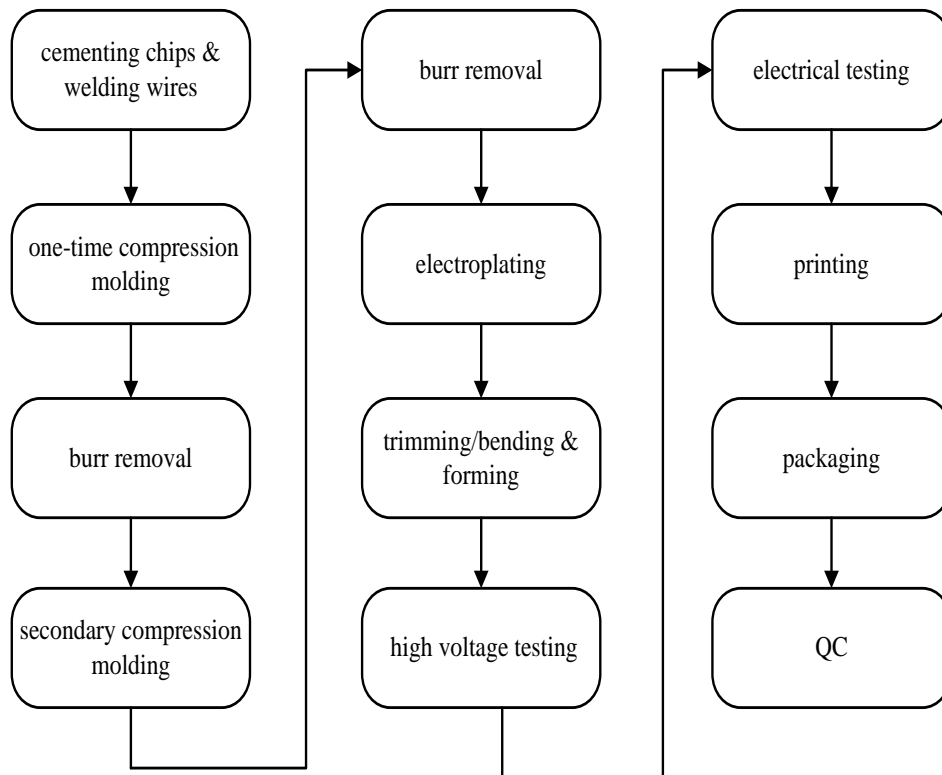 cementing chips &
welding wires
one-time compression
molding
burr removal
secondary compression
molding
burr removal
electroplating
trimming/bending &
forming
high voltage testing
electrical testing
printing
packaging
QC